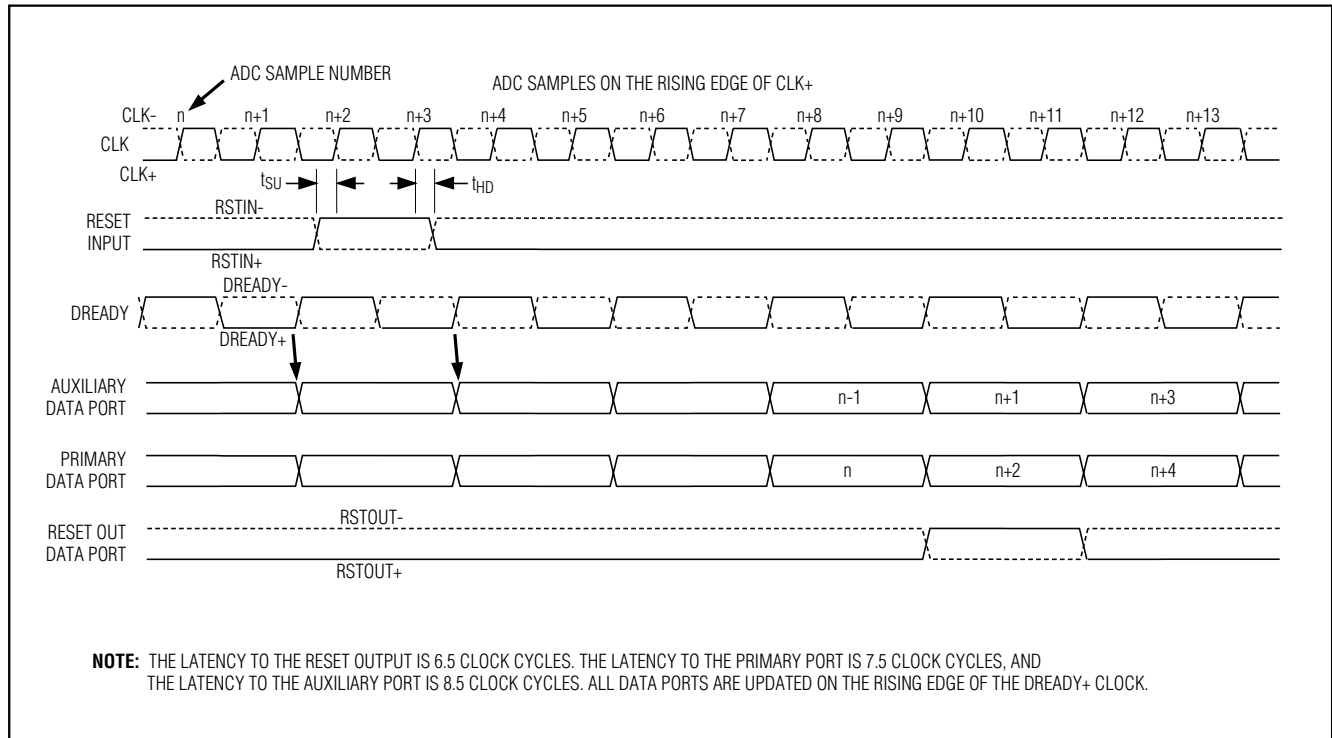 ADC SAMPLE NUMBER
ADC SAMPLES ON THE RISING EDGE OF CLK+
CLK- n n+1 n+2 n+3 n+4 n+5 n+6 n+7 n+8 n+9 n+10 n+11 n+12 n+13
CLK
CLK+
tSU tHD
RSTIN-
RESET
INPUT
RSTIN+
DREADY-
DREADY
DREADY+
AUXILIARY
DATA PORT
n-1 n+1 n+3
PRIMARY
DATA PORT
n n+2 n+4
RSTOUT-
RESET OUT
DATA PORT
RSTOUT+
NOTE: THE LATENCY TO THE RESET OUTPUT IS 6.5 CLOCK CYCLES. THE LATENCY TO THE PRIMARY PORT IS 7.5 CLOCK CYCLES, AND
THE LATENCY TO THE AUXILIARY PORT IS 8.5 CLOCK CYCLES. ALL DATA PORTS ARE UPDATED ON THE RISING EDGE OF THE DREADY+ CLOCK.